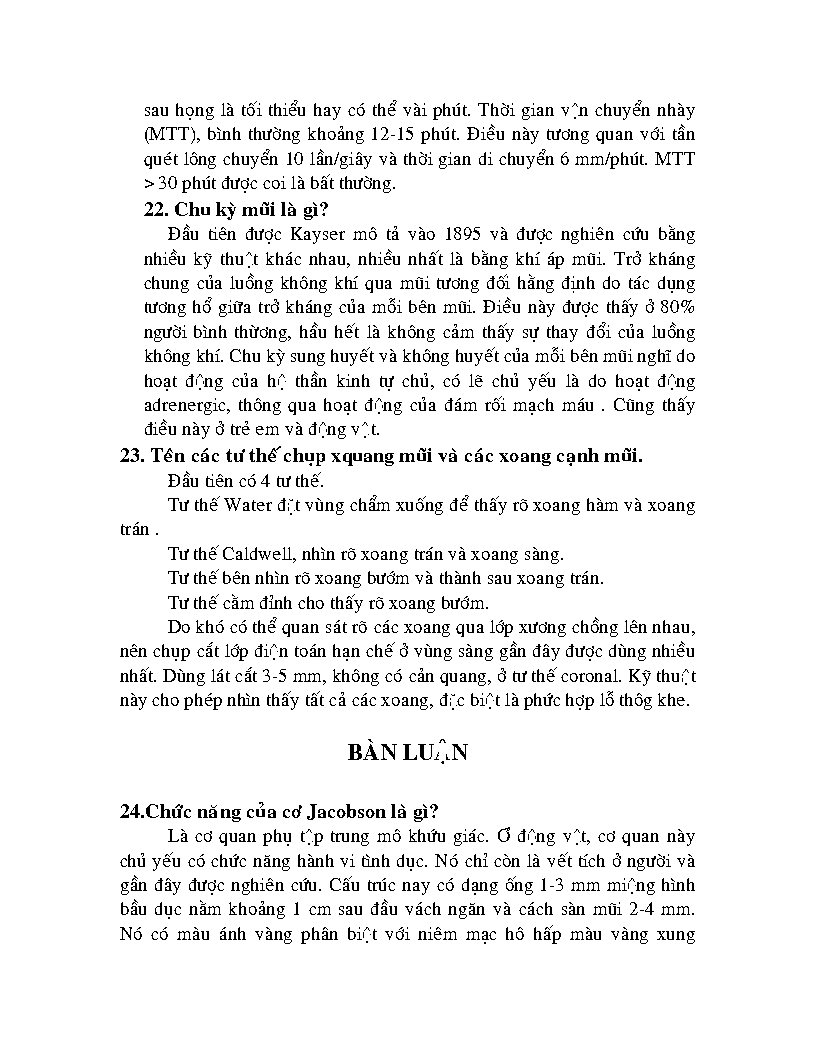 sau họng là tối thiểu hay có thể vài phút. Thời gian vận chuyển nhày
(MTT), bình thường khoảng 12-15 phút. Điều này tương quan với tần
quét lông chuyển 10 lần/giây và thời gian di chuyển 6 mm/phút. MTT
> 30 phút được coi là bất thường.
22. Chu kỳ mũi là gì?
Đầu tiên được Kayser mô tả vào 1895 và được nghiên cứu bằng
nhiều kỹ thuật khác nhau, nhiều nhất là bằng khí áp mũi. Trở kháng
chung của luồng không khí qua mũi tương đối hằng định do tác dụng
tương hổ giữa trở kháng của mỗi bên mũi. Điều này được thấy ở 80%
người bình thừơng, hầu hết là không cảm thấy sự thay đổi của luồng
không khí. Chu kỳ sung huyết và không huyết của mỗi bên mũi nghĩ do
hoạt động của hệ thần kinh tự chủ, có lẽ chủ yếu là do hoạt động
adrenergic, thông qua hoạt động của đám rối mạch máu . Cũng thấy
điều này ở trẻ em và động vật.
23. Tên các tư thế chụp xquang mũi và các xoang cạnh mũi.
Đầu tiên có 4 tư thế.
Tư thế Water đặt vùng chẩm xuống để thấy rõ xoang hàm và xoang
trán .
Tư thế Caldwell, nhìn rõ xoang trán và xoang sàng.
Tư thế bên nhìn rõ xoang bướm và thành sau xoang trán.
Tư thế cằm đỉnh cho thấy rõ xoang bướm.
Do khó có thể quan sát rõ các xoang qua lớp xương chồng lên nhau,
nên chụp cắt lớp điện toán hạn chế ở vùng sàng gần đây được dùng nhiều
nhất. Dùng lát cắt 3-5 mm, không có cản quang, ở tư thế coronal. Kỹ thuật
này cho phép nhìn thấy tất cả các xoang, đặc biệt là phức hợp lỗ thôg khe.
BÀN LUẬN
24.Chức năng của cơ Jacobson là gì?
Là cơ quan phụ tập trung mô khứu giác. Ơ động vật, cơ quan này
chủ yếu có chức năng hành vi tình dục. Nó chỉ còn là vết tích ở người và
gần đây được nghiên cứu. Cấu trúc nay có dạng ống 1-3 mm miệng hình
bầu dục nằm khoảng 1 cm sau đầu vách ngăn và cách sàn mũi 2-4 mm.
Nó có màu ánh vàng phân biệt với niêm mạc hô hấp màu vàng xung